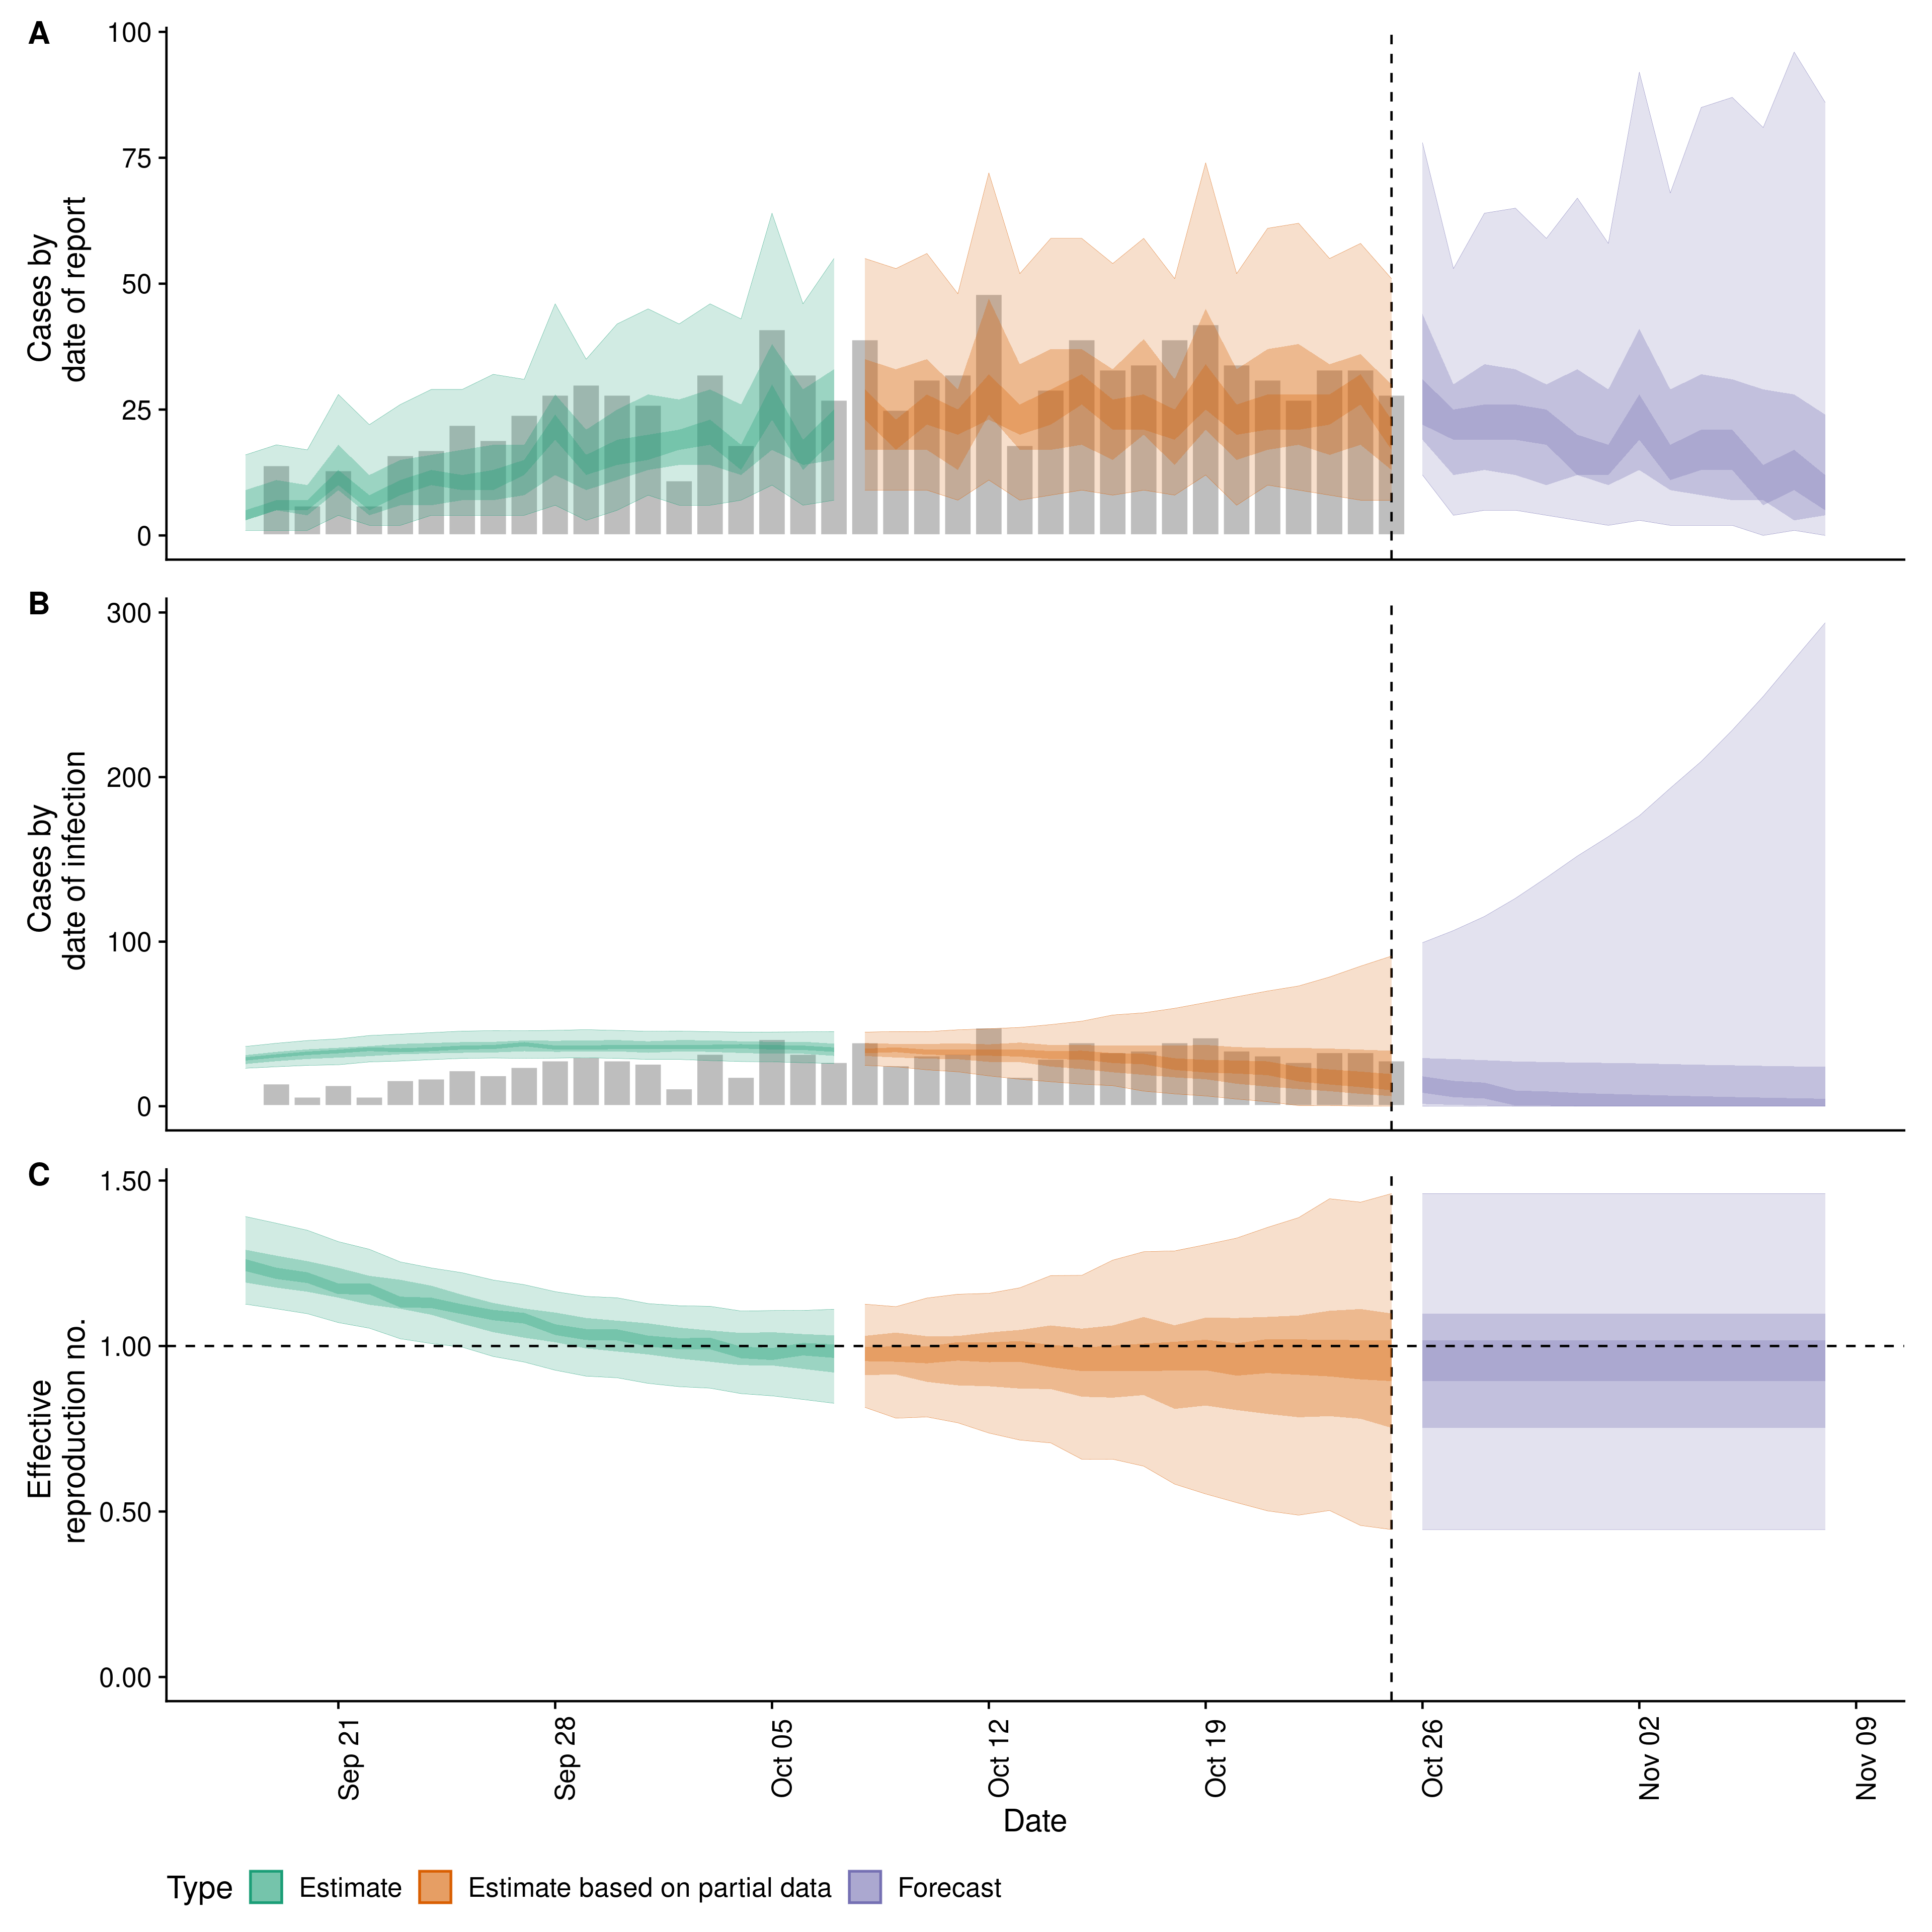 A
Cases by
date of report
100
75
50
25
0
B
Cases by
date of infection
300
200
100
0
C
Effective
reproduction no.
1.50
1.00
0.50
0.00
Sep 21
Sep 28
Oct 05
Oct 12
Oct 19
Oct 26
Nov 02
Nov 09
Date
Type Estimate Estimate based on partial data Forecast